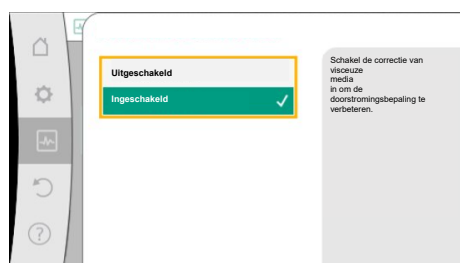 Uitgeschakeld
Ingeschakeld
Schakel de correctie van
visceuze
media
in om de
doorstromingsbepaling te
verbeteren.
?